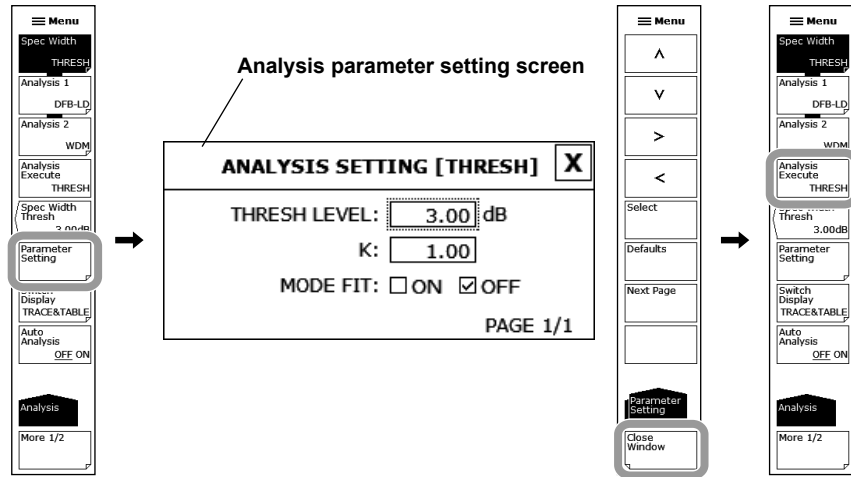 Menu
Spec Width
THRESH
Analysis 1
DFB-LD
Analysis 2
WDM
Analysis
Execute
THRESH
Spec Width
Thresh
3.00dB
Parameter
Setting
Switch
Display
TRACE&TABLE
Auto
Analysis
OFF ON
Analysis
More 1/2
Analysis parameter setting screen
ANALYSIS SETTING [THRESH] X
THRESH LEVEL: 3.00 dB
K: 1.00
MODE FIT: ON OFF
PAGE 1/1
Menu
Select
Defaults
Next Page
Parameter
Setting
Close
Window
Menu
Spec Width
THRESH
Analysis 1
DFB-LD
Analysis 2
WDM
Analysis
Execute
THRESH
Spec Width
Thresh
3.00dB
Parameter
Setting
Switch
Display
TRACE&TABLE
Auto
Analysis
OFF ON
Analysis
More 1/2